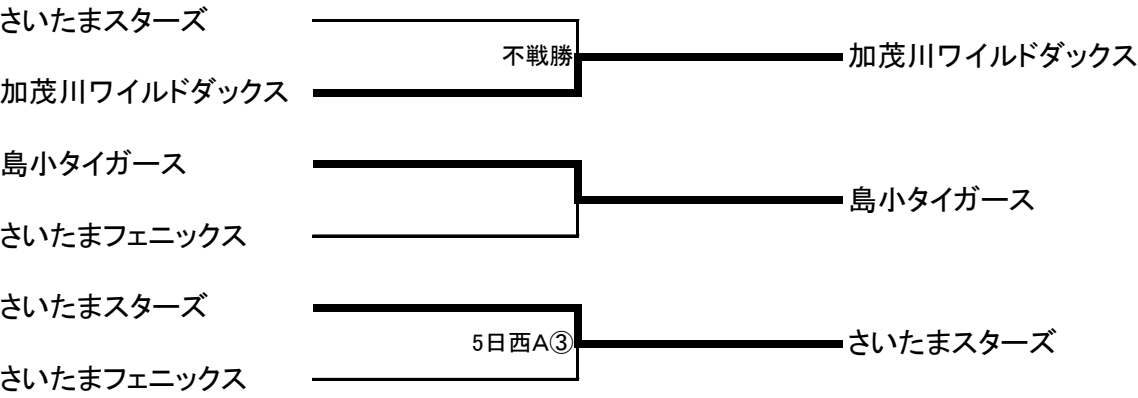 さいたまスターズ
不戦勝
加茂川ワイルドダックス
加茂川ワイルドダックス
島小タイガース
島小タイガース
さいたまフェニックス
さいたまスターズ
5日西A③
さいたまスターズ
さいたまフェニックス